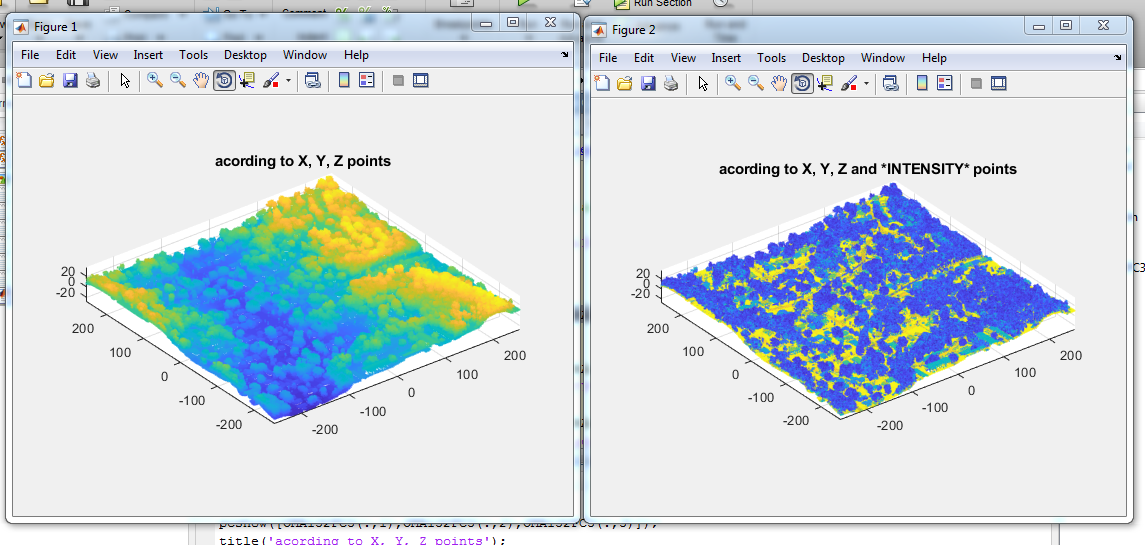 Run Section
Figure 1
File Edit View Insert Tools Desktop Window Help
acording to X, Y, Z points
20
0
-20
200
100
0
-100
-200
-200
-100
0
100
200
Figure 2
File Edit View Insert Tools Desktop Window Help
acording to X, Y, Z and *INTENSITY* points
20
0
-20
200
100
0
-100
-200
-200
-100
0
100
200
C3
title('acording to X, Y, Z points');